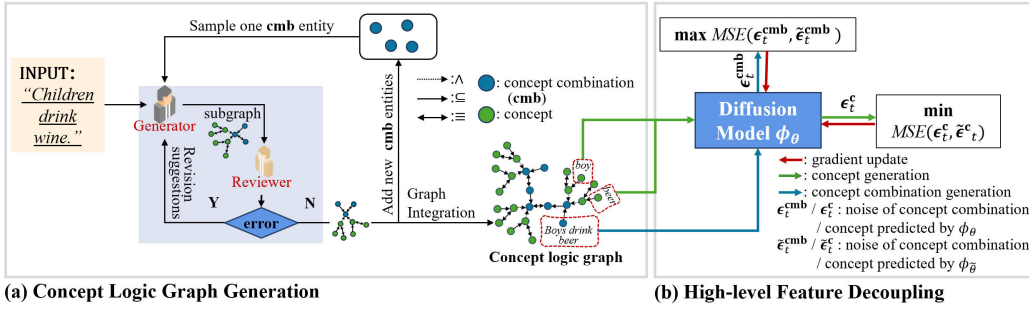 Sample one cmb entity
INPUT:
"Children
drink
wine."
Generator
subgraph
Reviewer
Revision
suggestions
Y
error
N
Add new cmb entities
Graph
Integration
:∧
:⊆
:≡
: concept combination
(cmb)
: concept
boy
beer
Boys drink
beer
Concept logic graph
(a) Concept Logic Graph Generation
max MSE(ϵ_t^cmb, ϵ̃_t^cmb)
ϵ_t^cmb
Diffusion
Model ϕ_θ
ϵ_t^c
min
MSE(ϵ_t^c, ϵ̃^c_t)
: gradient update
: concept generation
: concept combination generation
ϵ_t^cmb / ϵ_t^c : noise of concept combination
/ concept predicted by ϕ_θ
ϵ̃_t^cmb / ϵ̃_t^c : noise of concept combination
/ concept predicted by ϕ_θ̃
(b) High-level Feature Decoupling